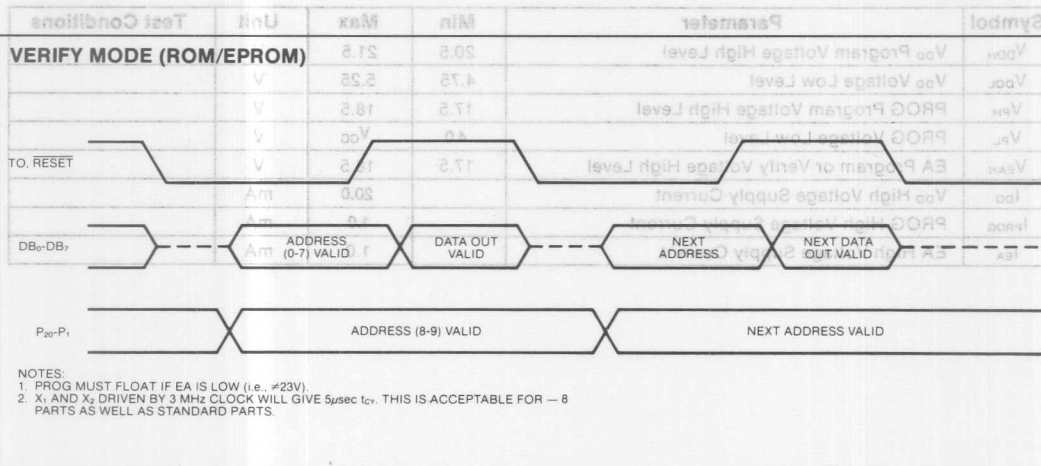 VERIFY MODE (ROM/EPROM)
TO, RESET
DB₀-DB₇
ADDRESS
(0-7) VALID
DATA OUT
VALID
NEXT
ADDRESS
NEXT DATA
OUT VALID
P₂₀-P₁
ADDRESS (8-9) VALID
NEXT ADDRESS VALID
NOTES:
1. PROG MUST FLOAT IF EA IS LOW (i.e., ≠23V).
2. X₁ AND X₂ DRIVEN BY 3 MHz CLOCK WILL GIVE 5μsec tCY. THIS IS ACCEPTABLE FOR — 8
PARTS AS WELL AS STANDARD PARTS.